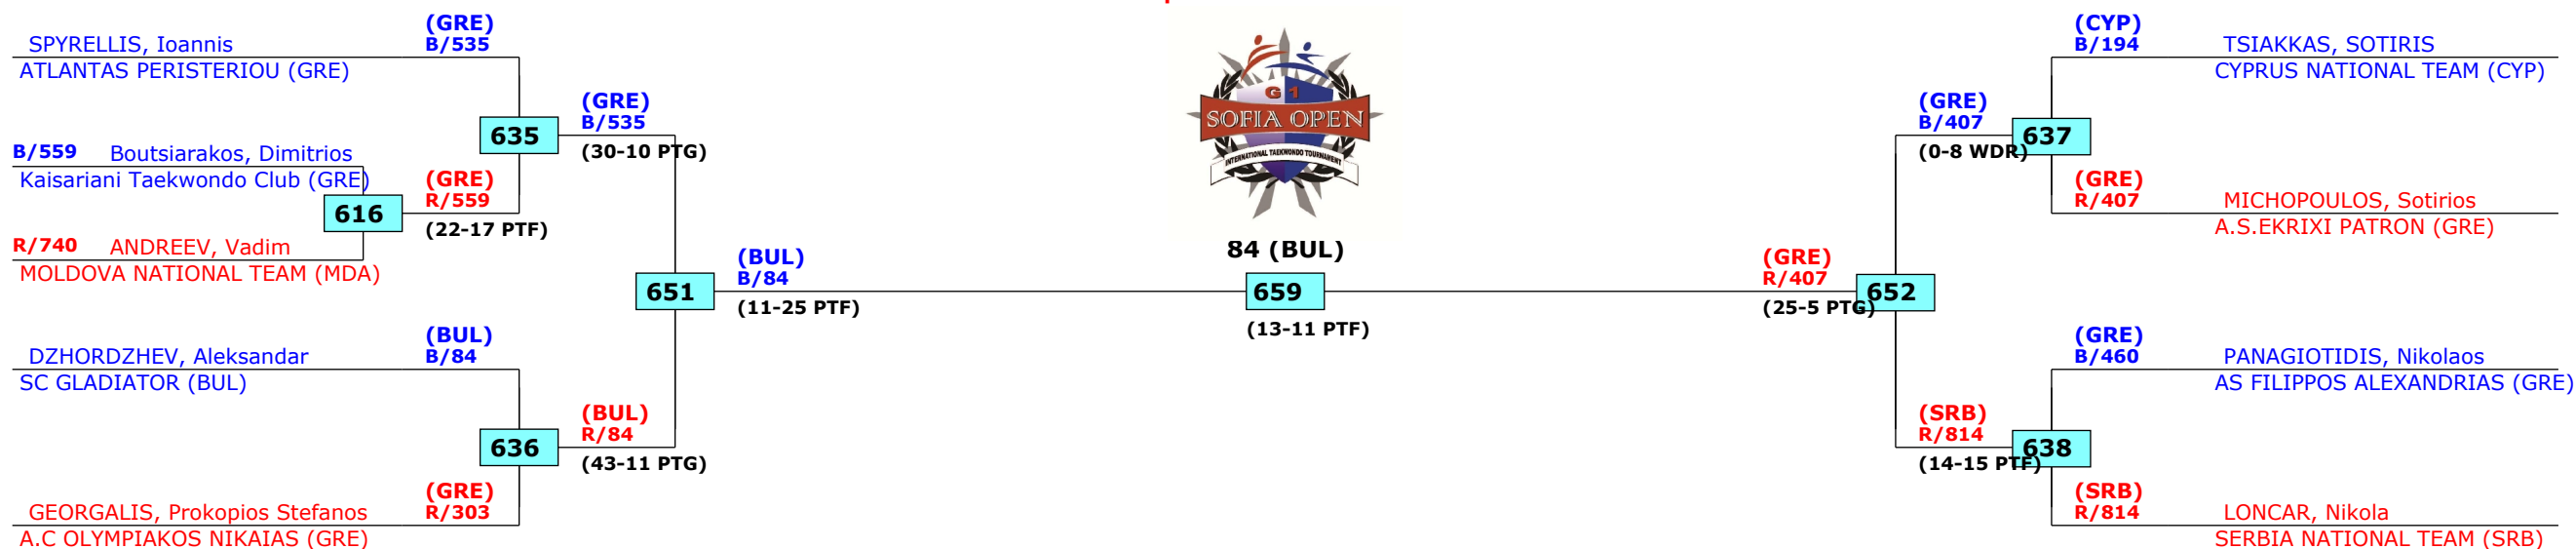 (GRE)
B/535
SPYRELLIS, Ioannis
ATLANTAS PERISTERIOU (GRE)
635
(GRE)
B/535
(30-10 PTG)
B/559 Boutsiarakos, Dimitrios
Kaisariani Taekwondo Club (GRE)
616
(GRE)
R/559
(22-17 PTF)
R/740 ANDREEV, Vadim
MOLDOVA NATIONAL TEAM (MDA)
651
(BUL)
B/84
(11-25 PTF)
DZHORDZHEV, Aleksandar
(BUL)
B/84
SC GLADIATOR (BUL)
636
(BUL)
R/84
(43-11 PTG)
GEORGALIS, Prokopios Stefanos
(GRE)
R/303
A.C OLYMPIAKOS NIKAIAS (GRE)
G 1
SOFIA OPEN
INTERNATIONAL TAEKWONDO TOURNAMENT
84 (BUL)
659
(13-11 PTF)
(CYP)
B/194
TSIAKKAS, SOTIRIS
CYPRUS NATIONAL TEAM (CYP)
(GRE)
B/407
(0-8 WDR)
637
(GRE)
R/407
MICHOPOULOS, Sotirios
A.S.EKRIXI PATRON (GRE)
(GRE)
R/407
(25-5 PTG)
652
(GRE)
B/460
PANAGIOTIDIS, Nikolaos
AS FILIPPOS ALEXANDRIAS (GRE)
(SRB)
R/814
(14-15 PTF)
638
(SRB)
R/814
LONCAR, Nikola
SERBIA NATIONAL TEAM (SRB)